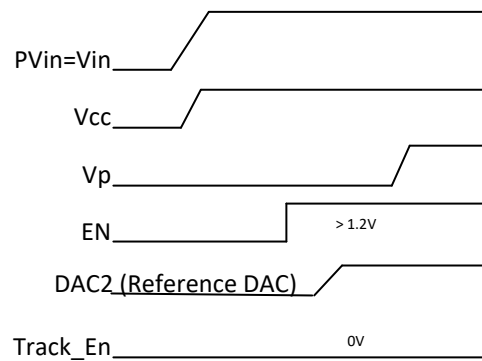 PVin=Vin
Vcc
Vp
EN
> 1.2V
DAC2 (Reference DAC)
Track_En
0V